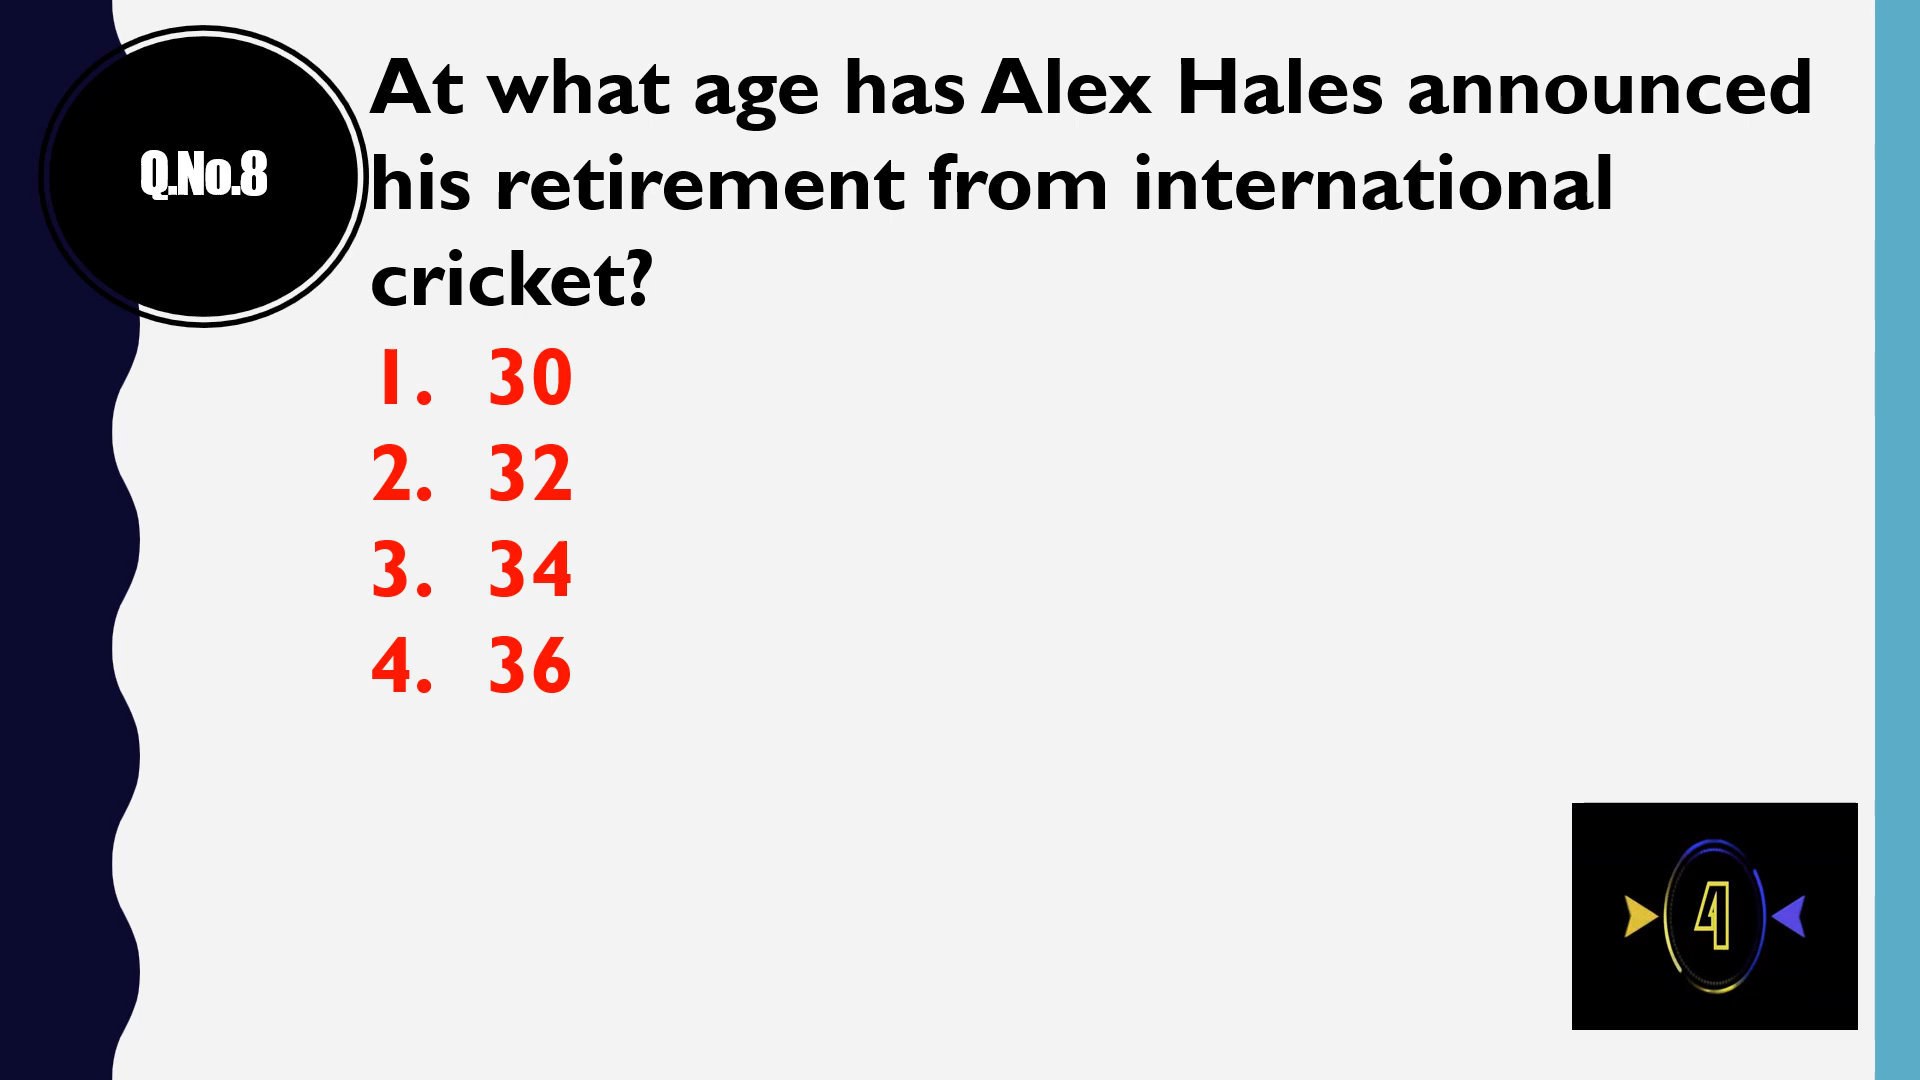 Q.No.8
At what age has Alex Hales announced
his retirement from international
cricket?
1. 30
2. 32
3. 34
4. 36
4